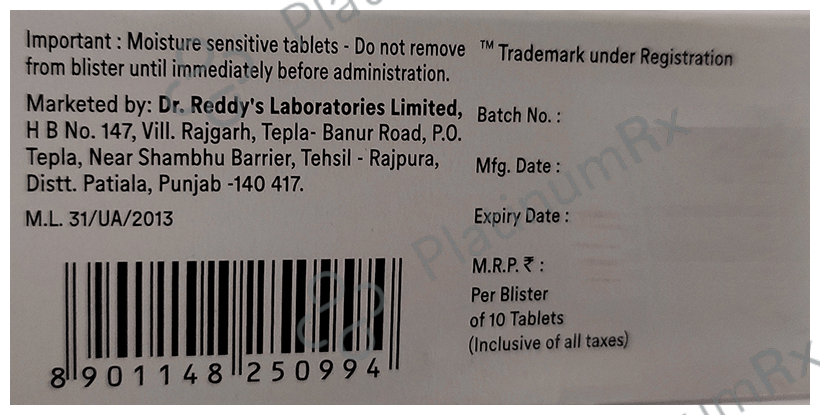 Important : Moisture sensitive tablets - Do not remove
from blister until immediately before administration.
Marketed by: Dr. Reddy's Laboratories Limited,
H B No. 147, Vill. Rajgarh, Tepla- Banur Road, P.O.
Tepla, Near Shambhu Barrier, Tehsil - Rajpura,
Distt. Patiala, Punjab -140 417.
M.L. 31/UA/2013
8 901148 250994
™ Trademark under Registration
Batch No. :
Mfg. Date :
Expiry Date :
M.R.P. ₹ :
Per Blister
of 10 Tablets
(Inclusive of all taxes)
PlatinumRx